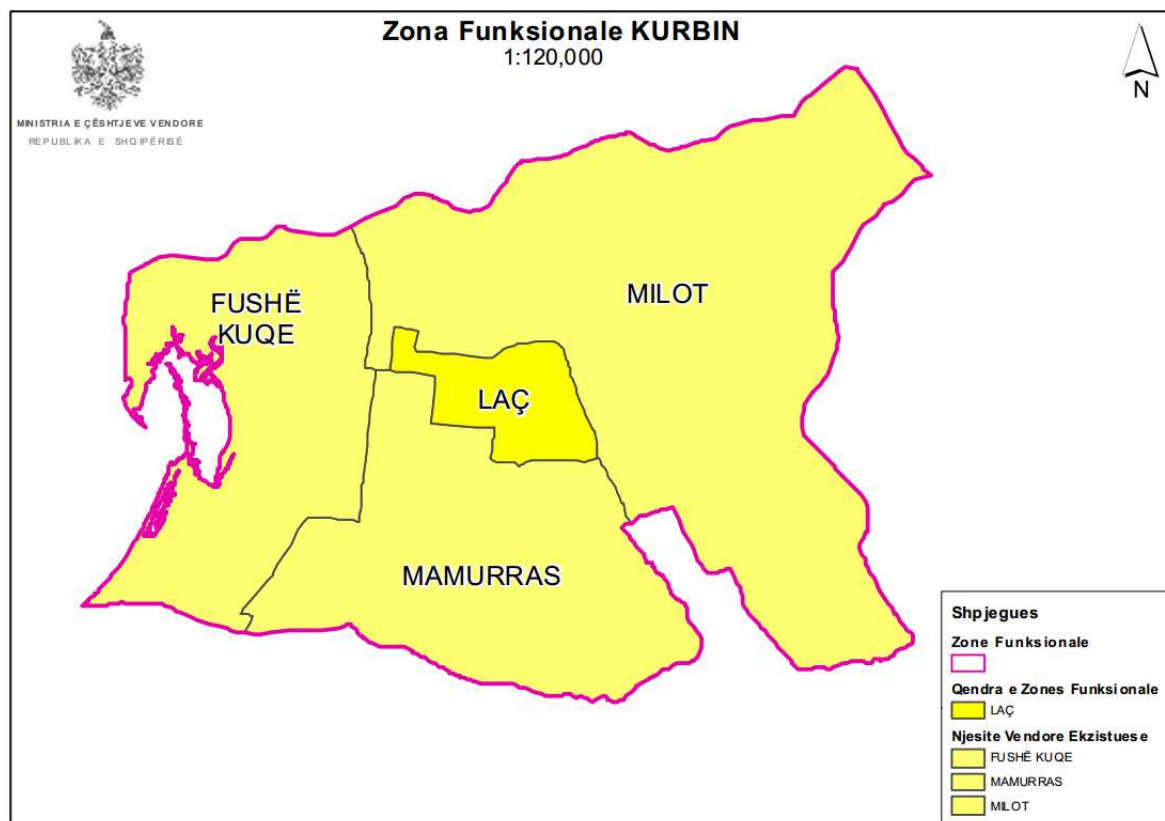 Zona Funksionale KURBIN
1:120,000
MINISTRIA E ÇËSHTJEVE VENDORE
REPUBLIKA E SHQIPËRISË
N
FUSHË
KUQE
MILOT
LAÇ
MAMURRAS
Shpjegues
Zone Funksionale
Qendra e Zones Funksionale
LAÇ
Njesite Vendore Ekzistuese
FUSHË KUQE
MAMURRAS
MILOT